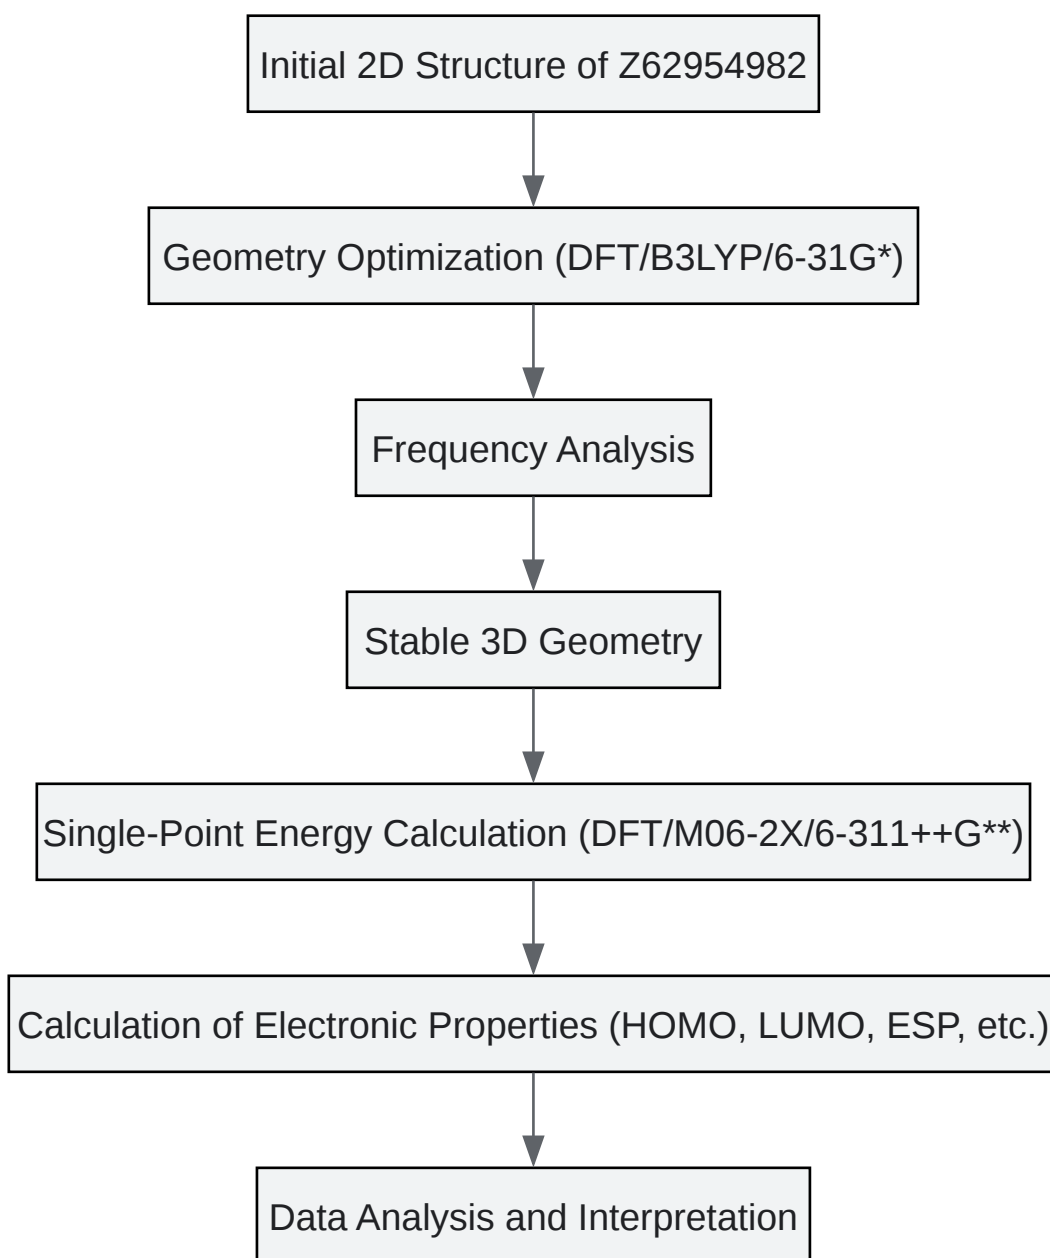 Initial 2D Structure of Z62954982
Geometry Optimization (DFT/B3LYP/6-31G*)
Frequency Analysis
Stable 3D Geometry
Single-Point Energy Calculation (DFT/M06-2X/6-311++G**)
Calculation of Electronic Properties (HOMO, LUMO, ESP, etc.)
Data Analysis and Interpretation